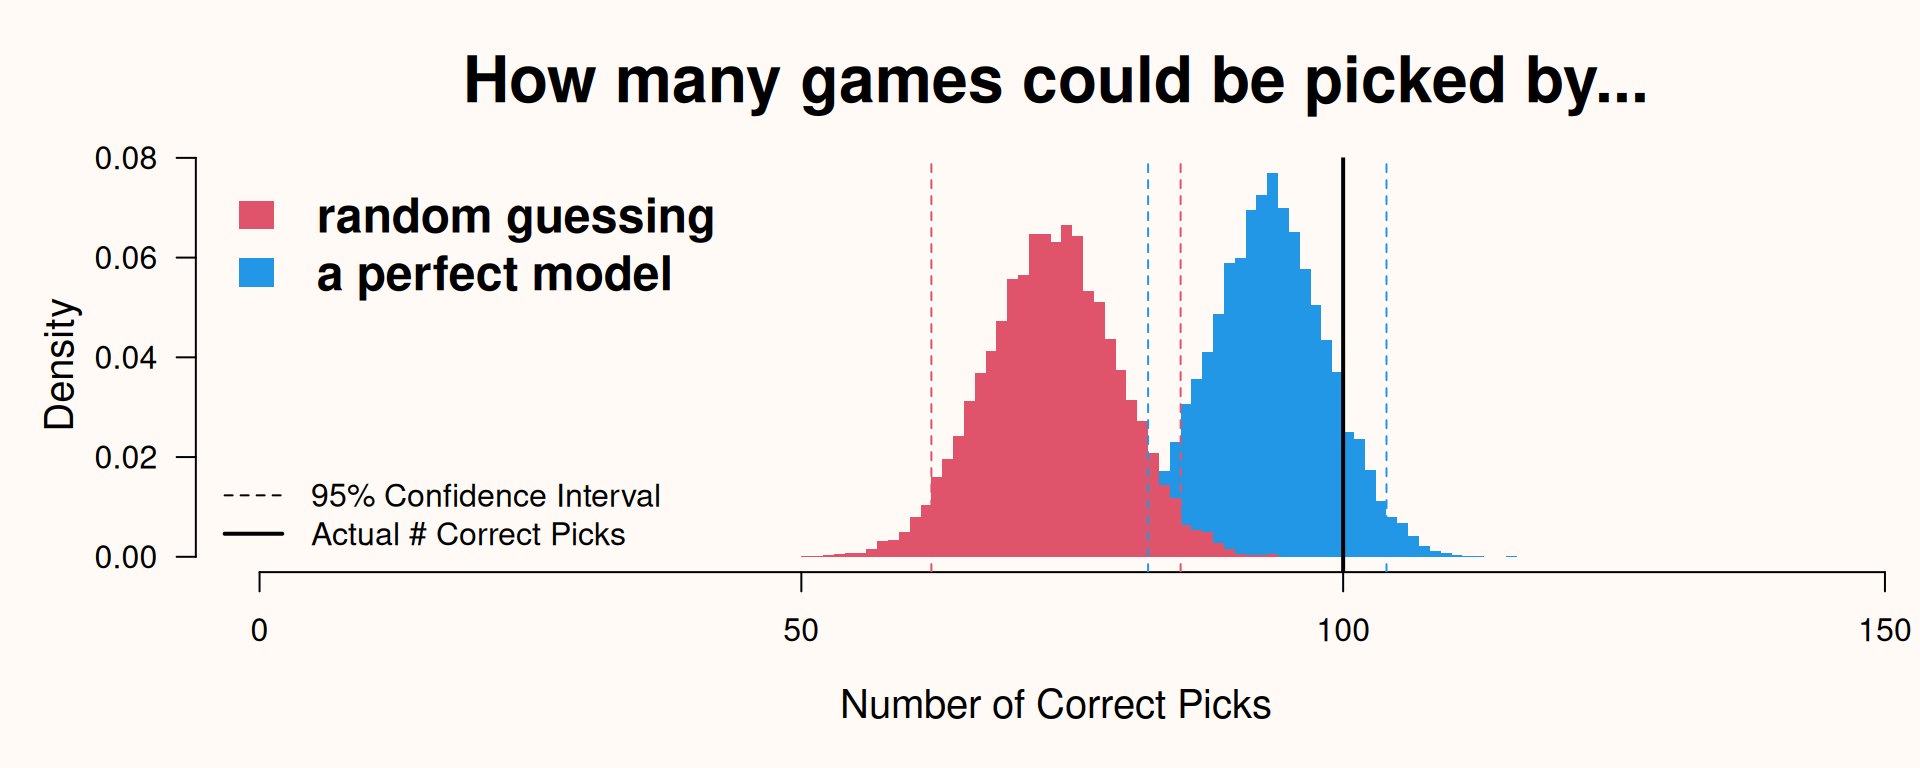 How many games could be picked by...
0.08
0.06
0.04
0.02
0.00
Density
random guessing
a perfect model
95% Confidence Interval
Actual # Correct Picks
0 50 100 150
Number of Correct Picks